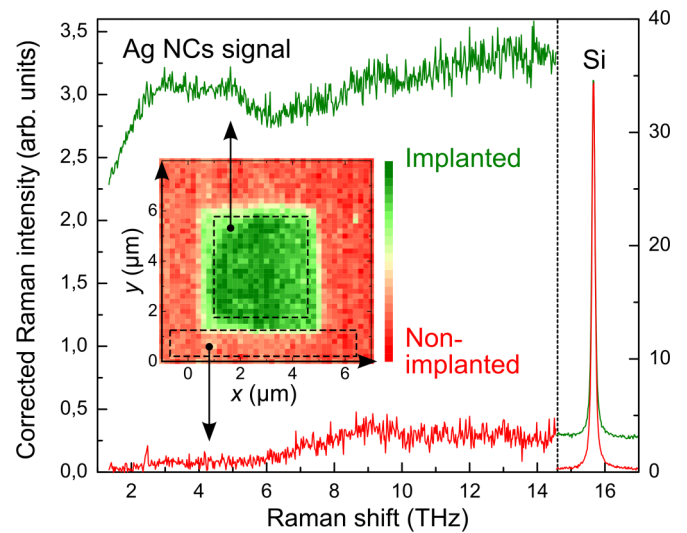 Corrected Raman intensity (arb. units)
3,5
3,0
2,5
2,0
1,5
1,0
0,5
0,0
Ag NCs signal
Si
40
30
20
10
0
Implanted
Non-
implanted
y (µm)
6
4
2
0
0 2 4 6
x (µm)
2 4 6 8 10 12 14 16
Raman shift (THz)